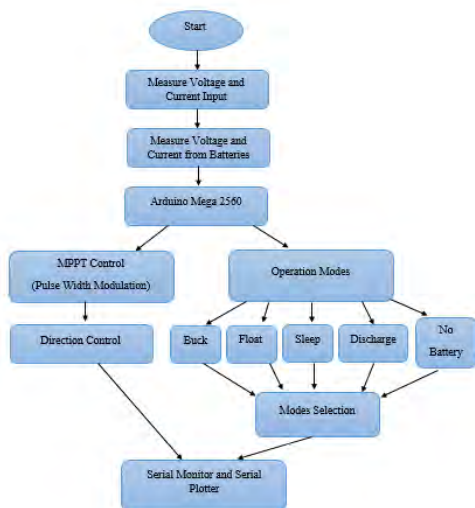 Start
Measure Voltage and
Current Input
Measure Voltage and
Current from Batteries
Arduino Mega 2560
MPPT Control
(Pulse Width Modulation)
Operation Modes
Direction Control
Buck
Float
Sleep
Discharge
No
Battery
Modes Selection
Serial Monitor and Serial
Plotter